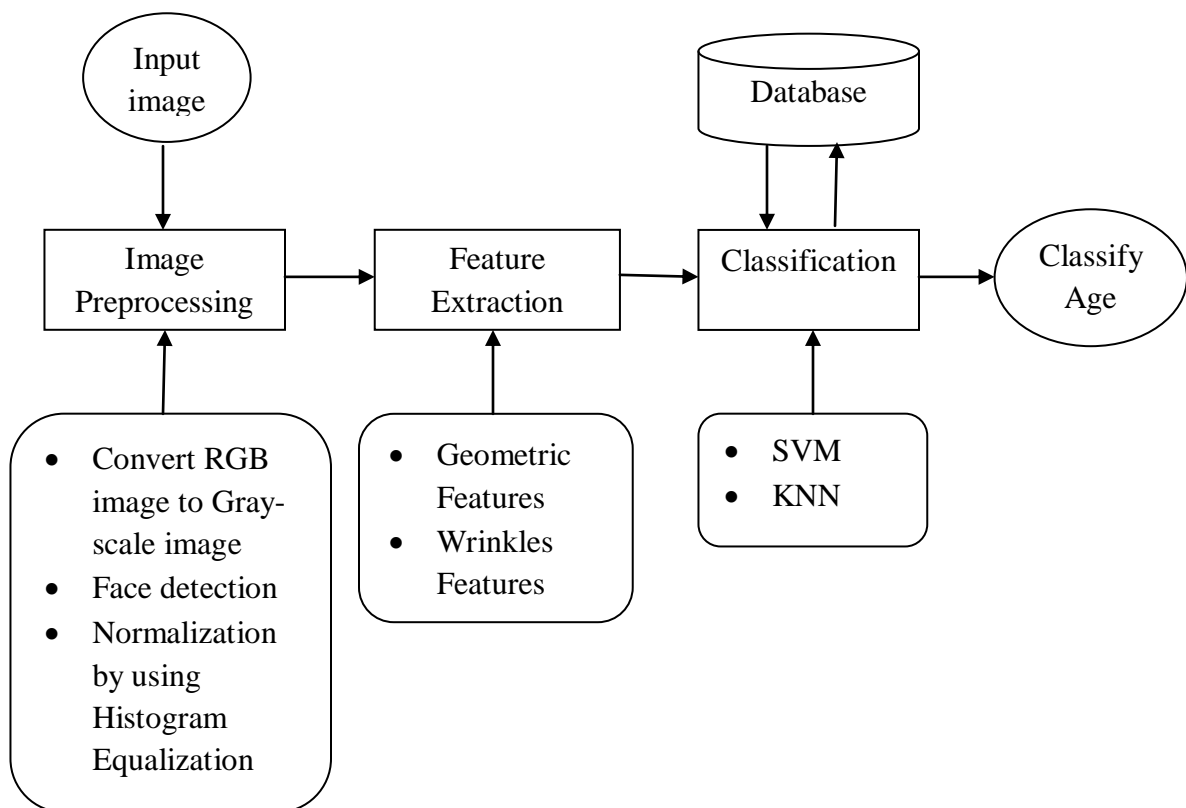 Input
image
Database
Image
Preprocessing
Feature
Extraction
Classification
Classify
Age
• Convert RGB
image to Gray-
scale image
• Face detection
• Normalization
by using
Histogram
Equalization
• Geometric
Features
• Wrinkles
Features
• SVM
• KNN